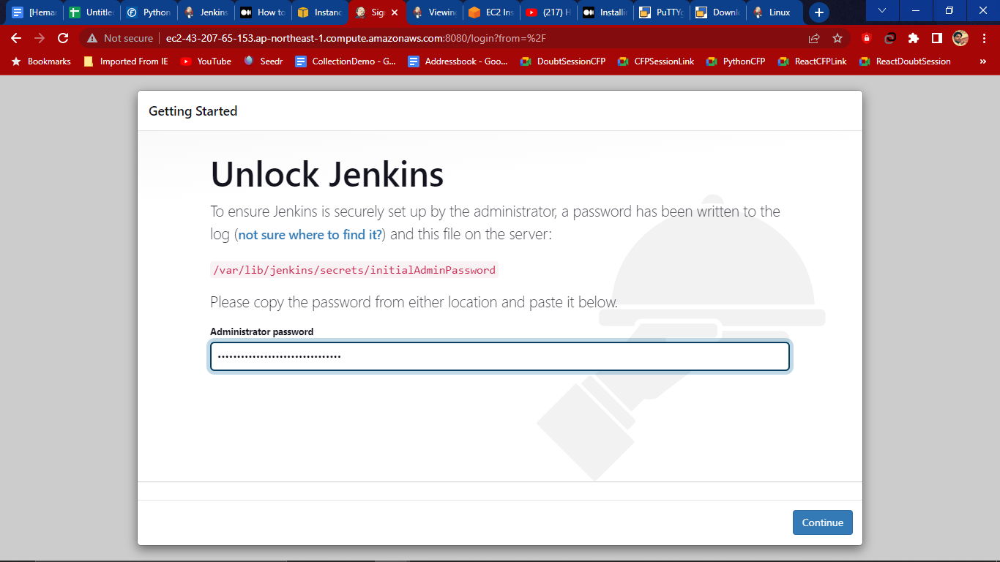 [Hemar
Untitle
Python
Jenkins
How to
Instanc
Sig
Viewing
EC2 Ins
(217) H
Installi
PuTTYg
Downl
Linux
Not secure
ec2-43-207-65-153.ap-northeast-1.compute.amazonaws.com:8080/login?from=%2F
Bookmarks
Imported From IE
YouTube
Seedr
CollectionDemo - G...
Addressbook - Goo...
DoubtSessionCFP
CFPSessionLink
PythonCFP
ReactCFPLink
ReactDoubtSession
»
Getting Started
Unlock Jenkins
To ensure Jenkins is securely set up by the administrator, a password has been written to the
log (not sure where to find it?) and this file on the server:
/var/lib/jenkins/secrets/initialAdminPassword
Please copy the password from either location and paste it below.
Administrator password
••••••••••••••••••••••••••••••••
Continue